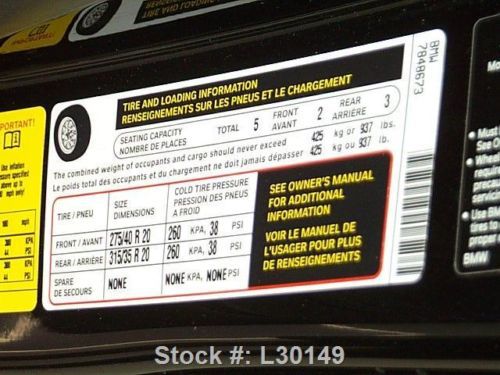 TIRE AND LOADING INFORMATION
RENSEIGNEMENTS SUR LES PNEUS ET LE CHARGEMENT
SEATING CAPACITY
NOMBRE DE PLACES
TOTAL 5 FRONT AVANT 2 REAR ARRIÈRE 3
The combined weight of occupants and cargo should never exceed 425 kg ou 937 lbs.
Le poids total des occupants et du chargement ne doit jamais dépasser 425 kg ou 937 lb.
TIRE / PNEU
SIZE
DIMENSIONS
COLD TIRE PRESSURE
PRESSION DES PNEUS
A FROID
FRONT / AVANT 275/40 R 20 260 KPA, 38 PSI
REAR / ARRIÈRE 315/35 R 20 260 KPA, 38 PSI
SPARE
DE SECOURS
NONE NONE KPA, NONE PSI
SEE OWNER'S MANUAL
FOR ADDITIONAL
INFORMATION
VOIR LE MANUEL DE
L'USAGER POUR PLUS
DE RENSEIGNEMENTS
BMW
7848673
BMW
Stock #: L30149